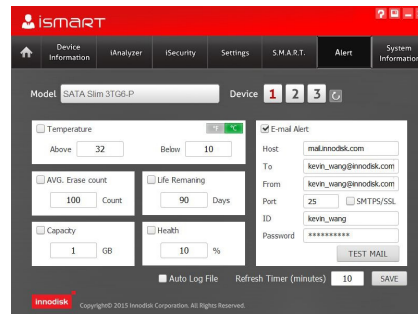 ismart
Device Information
iAnalyzer
iSecurity
Settings
S.M.A.R.T.
Alert
System Information
Model SATA Slim 3TG6-P
Device 1 2 3
Temperature °F °C
Above 32 Below 10
E-mail Alert
Host mail.innodisk.com
To kevin_wang@innodisk.com
From kevin_wang@innodisk.com
Port 25 SMTPS/SSL
ID kevin_wang
Password **********
TEST MAIL
AVG. Erase count
100 Count
Life Remaning
90 Days
Capacity
1 GB
Health
10 %
Auto Log File Refresh Timer (minutes) 10 SAVE
innodisk Copyright© 2015 Innodisk Corporation. All Rights Reserved.